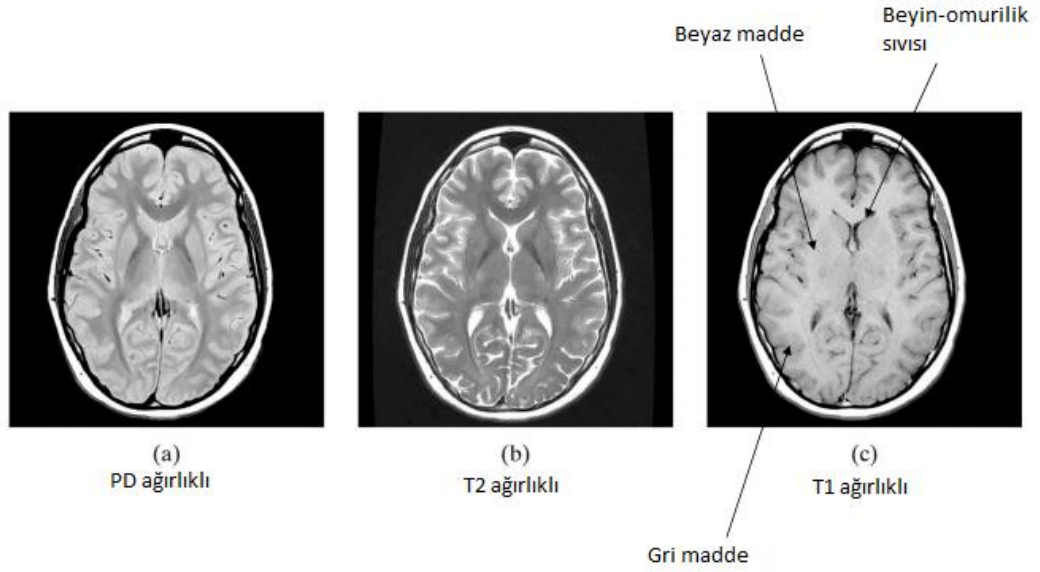 Beyaz madde
Beyin-omurilik
sıvısı
(a)
PD ağırlıklı
(b)
T2 ağırlıklı
(c)
T1 ağırlıklı
Gri madde